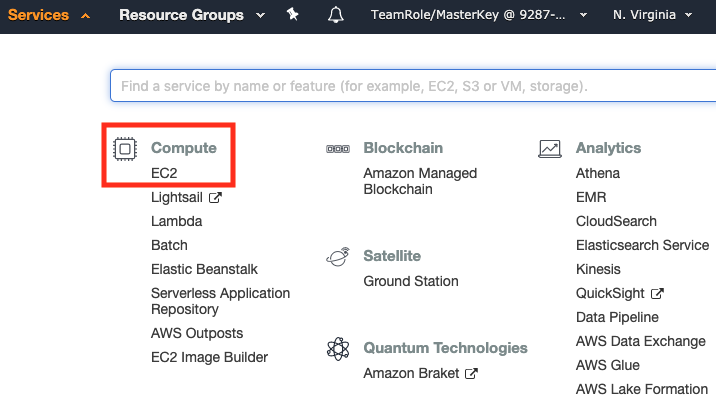 Services Resource Groups TeamRole/MasterKey @ 9287-... N. Virginia
Find a service by name or feature (for example, EC2, S3 or VM, storage).
Compute
EC2
Lightsail
Lambda
Batch
Elastic Beanstalk
Serverless Application
Repository
AWS Outposts
EC2 Image Builder
Blockchain
Amazon Managed
Blockchain
Satellite
Ground Station
Quantum Technologies
Amazon Braket
Analytics
Athena
EMR
CloudSearch
Elasticsearch Service
Kinesis
QuickSight
Data Pipeline
AWS Data Exchange
AWS Glue
AWS Lake Formation